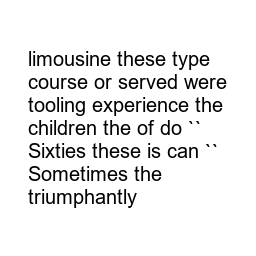 limousine these type
course or served were
tooling experience the
children the of do ``
Sixties these is can ``
Sometimes the
triumphantly